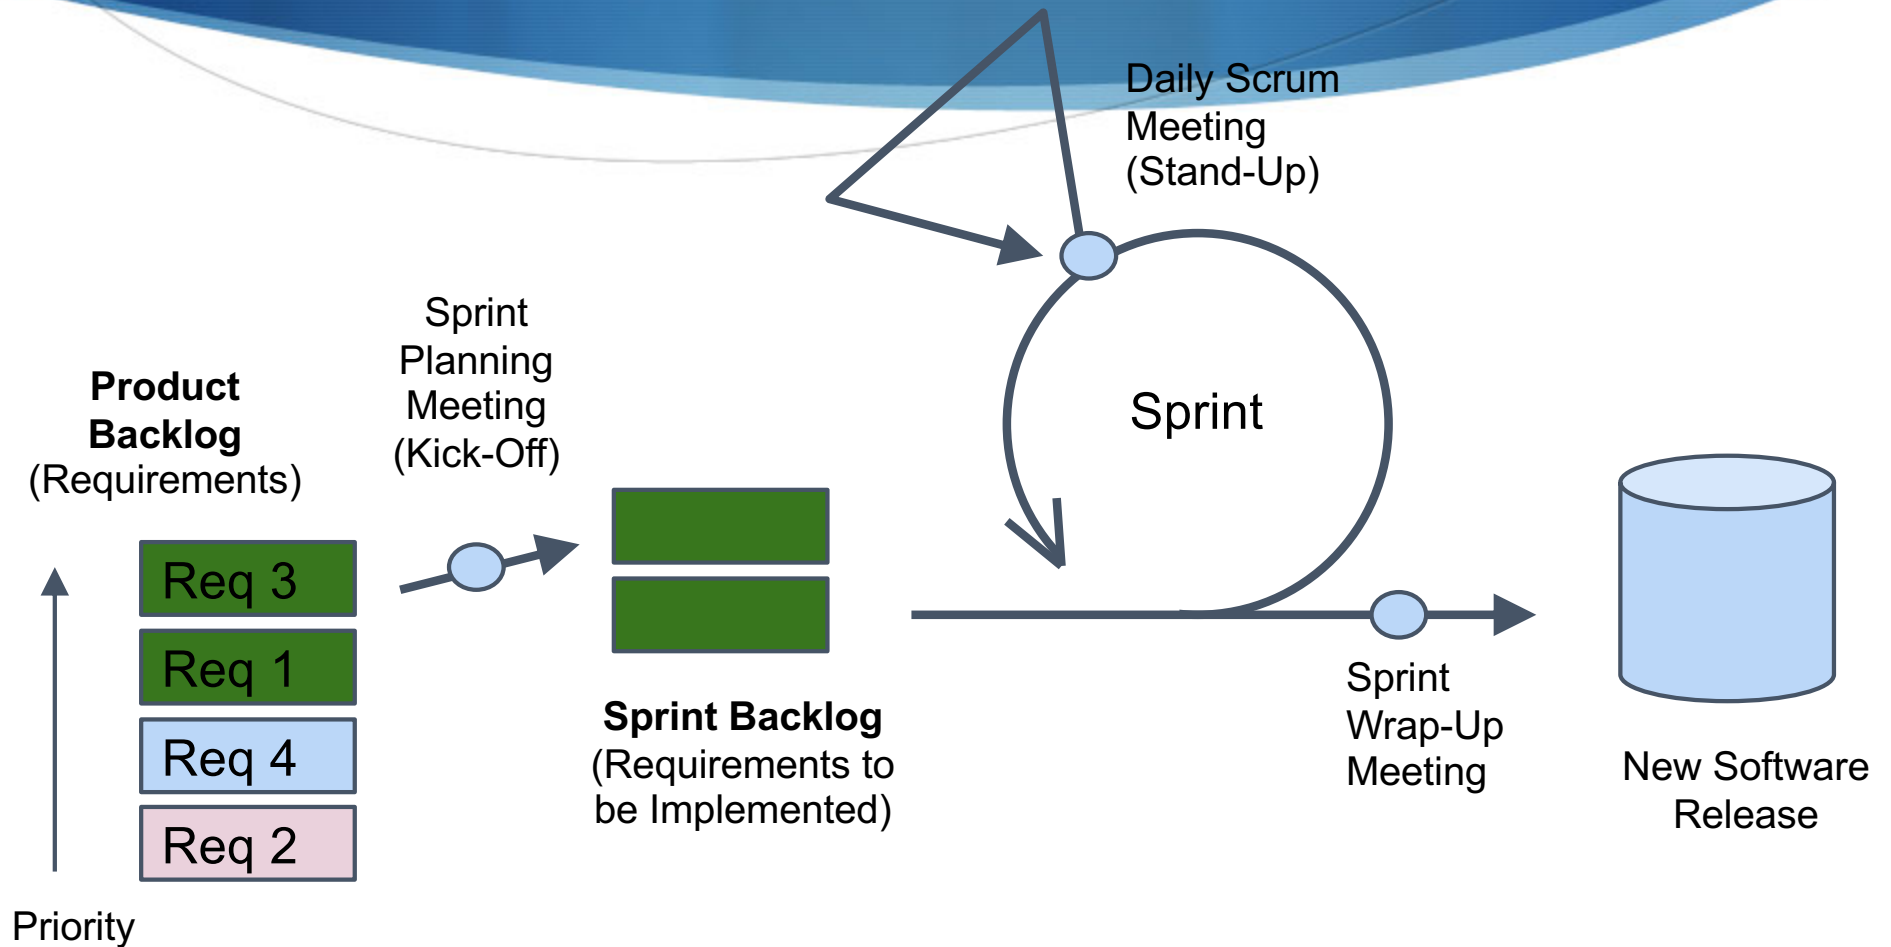 Daily Scrum
Meeting
(Stand-Up)
Sprint
Planning
Meeting
(Kick-Off)
Product
Backlog
(Requirements)
Sprint
Req 3
Req 1
Req 4
Req 2
Priority
Sprint Backlog
(Requirements to
be Implemented)
Sprint
Wrap-Up
Meeting
New Software
Release